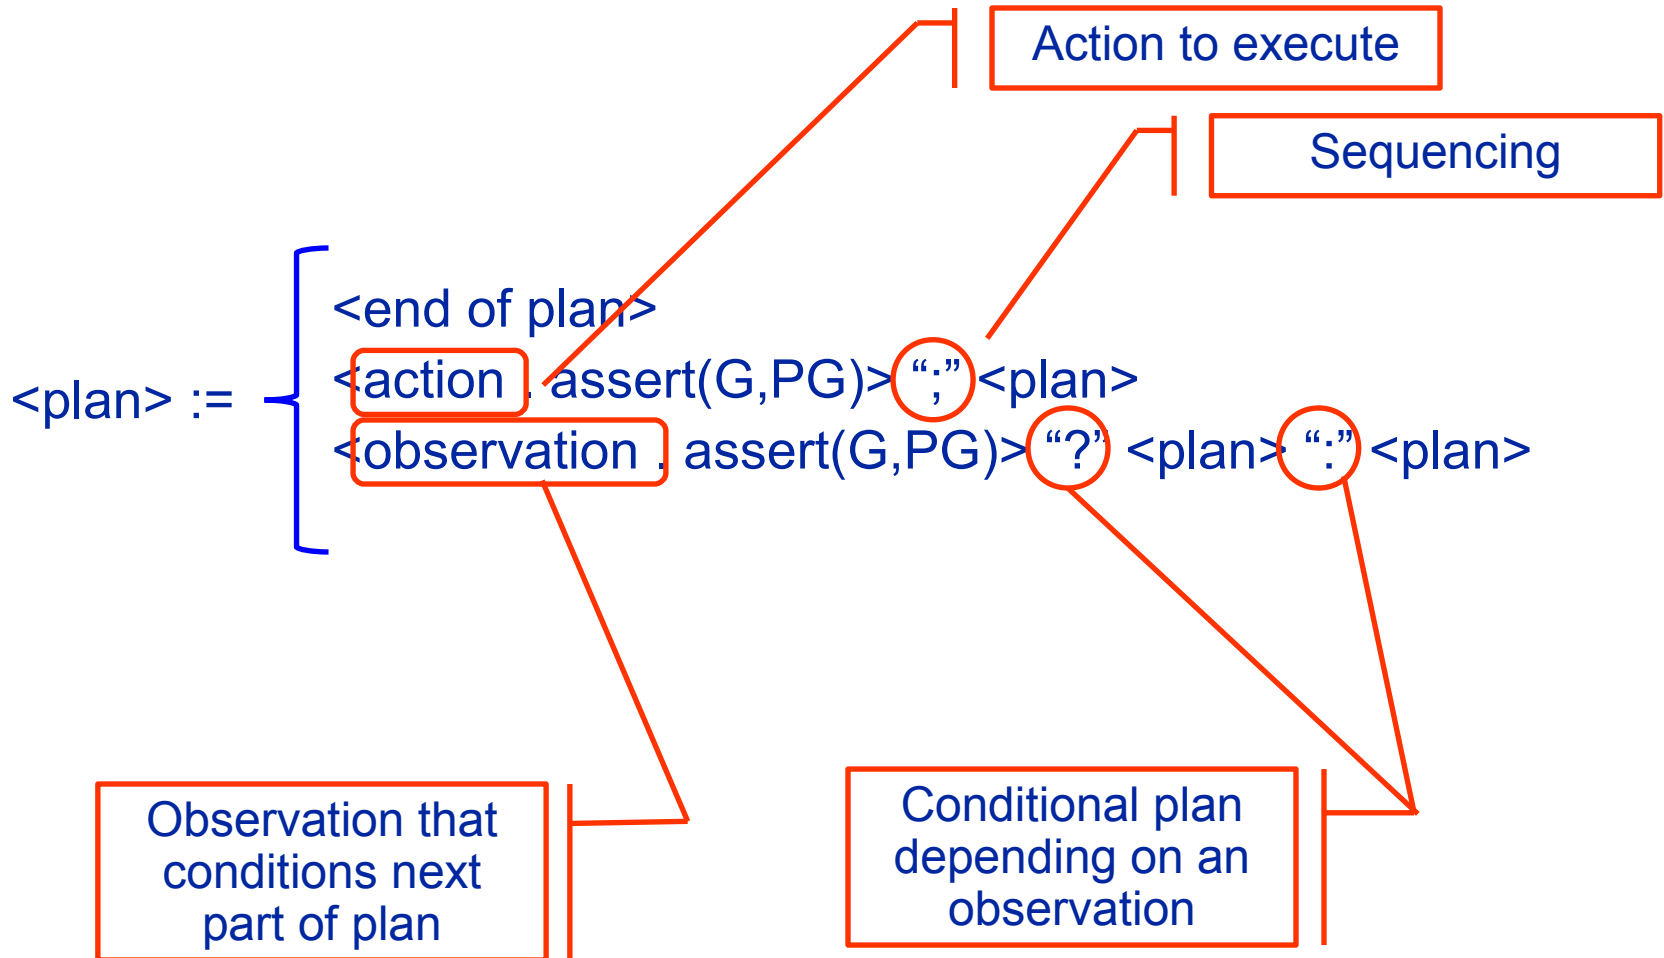 Action to execute
Sequencing
<end of plan>
<action . assert(G,PG)> “;” <plan>
<plan> :=
<observation . assert(G,PG)> “?” <plan> “:” <plan>
Observation that
conditions next
part of plan
Conditional plan
depending on an
observation